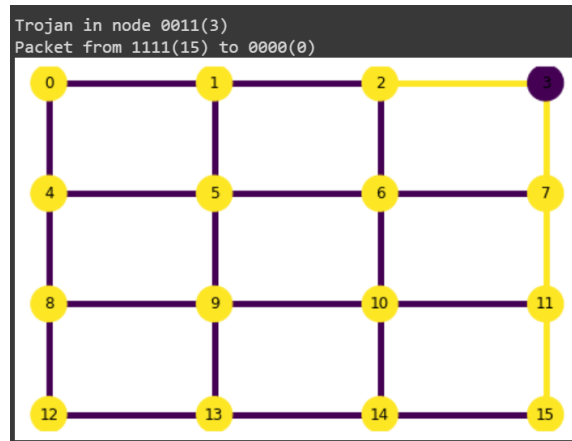 Trojan in node 0011(3)
Packet from 1111(15) to 0000(0)
0 1 2 3
4 5 6 7
8 9 10 11
12 13 14 15